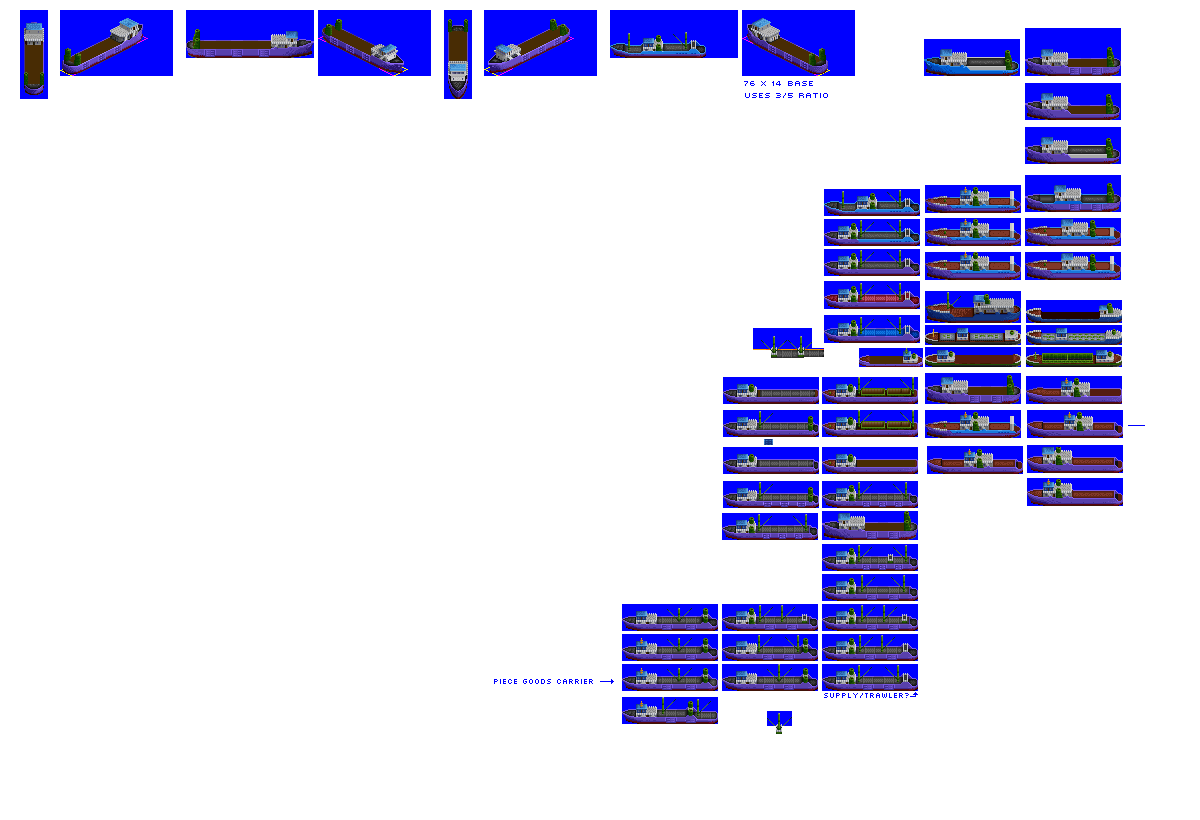 76 X 14 BASE
USES 3/5 RATIO
PIECE GOODS CARRIER
SUPPLY/TRAWLER?